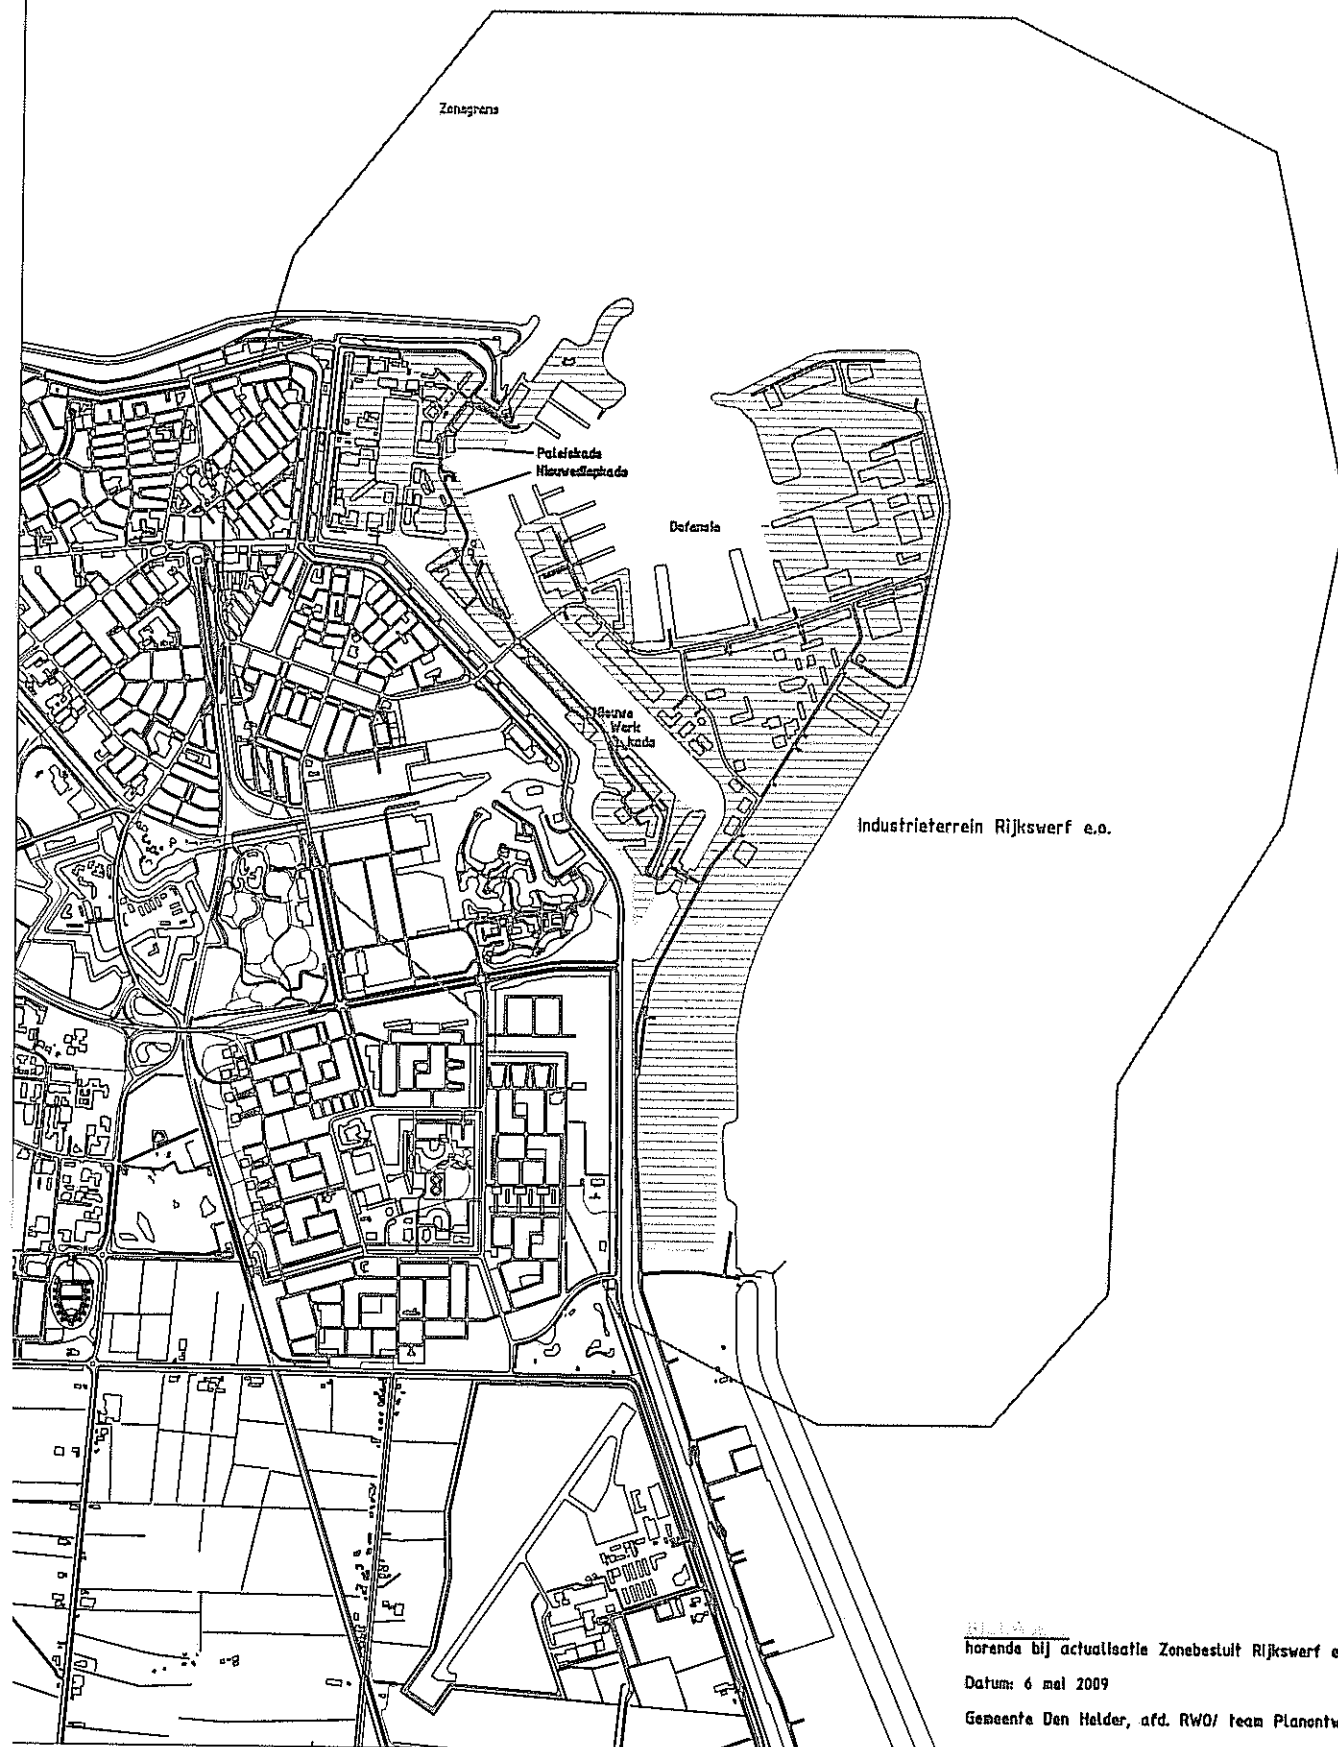 Zonegrens
Paleiskade
Nieuwediepkade
Defensie
Nieuwe
Werk
kade
Industrieterrein Rijkswerf e.o.
horende bij actualisatie Zonebesluit Rijkswerf e
Datum: 6 mei 2009
Gemeente Den Helder, afd. RWO/ team Planontw